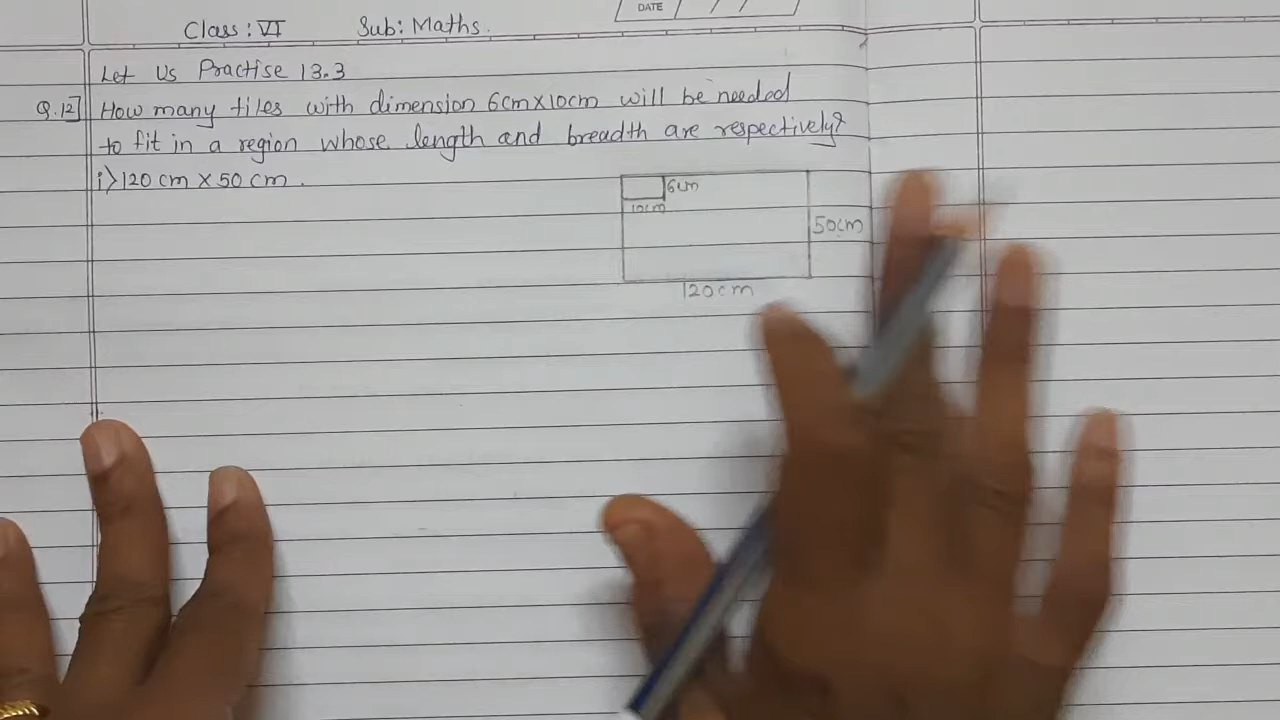 DATE / /
Class : VI Sub: Maths.
Let Us Practise 13.3
Q.12] How many tiles with dimension 6cm×10cm will be needed
to fit in a region whose length and breadth are respectively?
i) 120 cm × 50 cm.
6cm
10cm
50cm
120cm